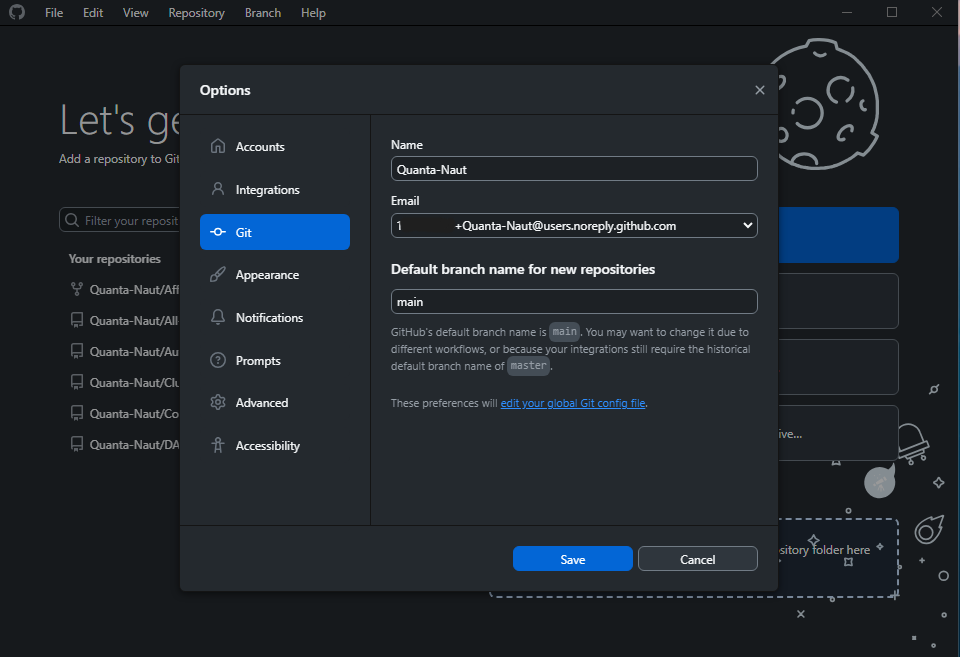 File Edit View Repository Branch Help
Let's ge
Add a repository to Git
Filter your reposit
Your repositories
Quanta-Naut/Aff
Quanta-Naut/All
Quanta-Naut/Au
Quanta-Naut/Clu
Quanta-Naut/Co
Quanta-Naut/DA
Options
Accounts
Integrations
Git
Appearance
Notifications
Prompts
Advanced
Accessibility
Name
Quanta-Naut
Email
1 +Quanta-Naut@users.noreply.github.com
Default branch name for new repositories
main
GitHub's default branch name is main. You may want to change it due to
different workflows, or because your integrations still require the historical
default branch name of master.
These preferences will edit your global Git config file.
Save Cancel
ive...
sitory folder here